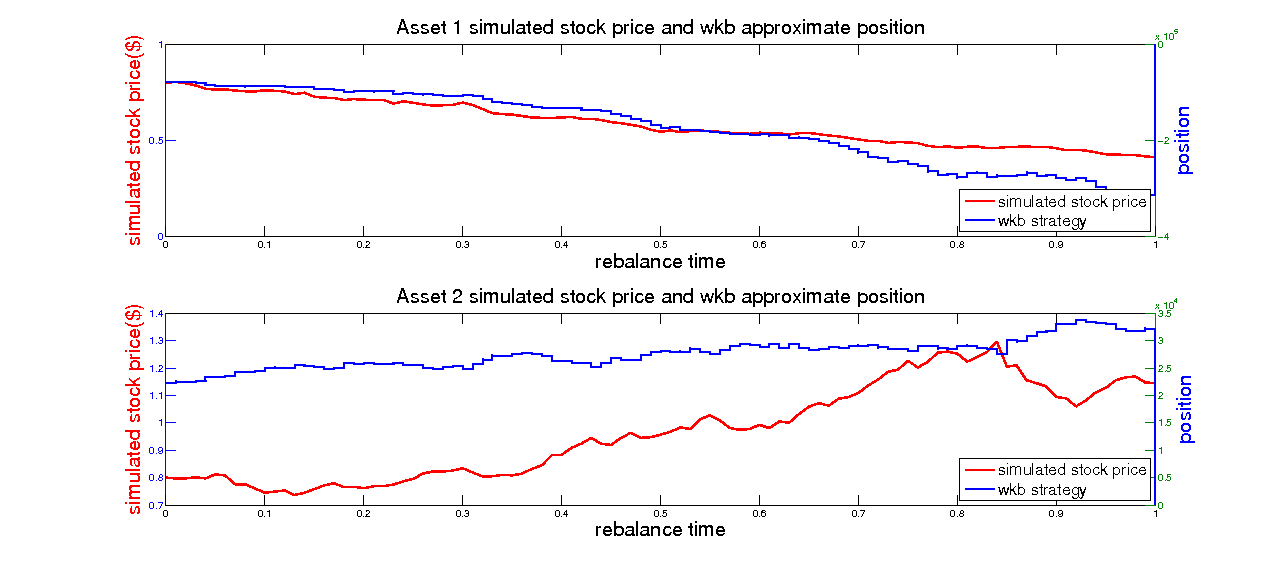 Asset 1 simulated stock price and wkb approximate position
simulated stock price($)
1
0.5
0
x 10^5
0
-2
-4
position
0 0.1 0.2 0.3 0.4 0.5 0.6 0.7 0.8 0.9 1
rebalance time
simulated stock price
wkb strategy
Asset 2 simulated stock price and wkb approximate position
simulated stock price($)
1.4
1.3
1.2
1.1
1
0.9
0.8
0.7
x 10^4
3.5
3
2.5
2
1.5
1
0.5
0
position
0 0.1 0.2 0.3 0.4 0.5 0.6 0.7 0.8 0.9 1
rebalance time
simulated stock price
wkb strategy